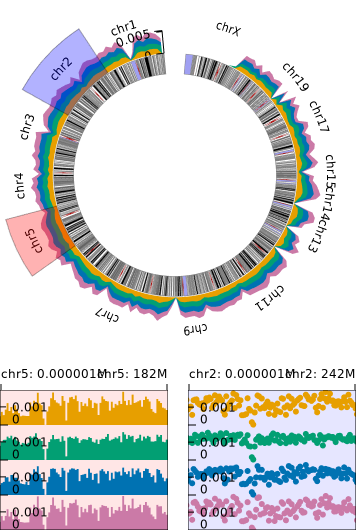 chr1
chrX
0.005
0
chr2
chr19
chr17
chr3
chr15
chr4
chr14
chr13
chr5
chr11
chr7
chr9
chr5: 0.000001M
chr5: 182M
chr2: 0.000001M
chr2: 242M
0.001
0
0.001
0
0.001
0
0.001
0
0.001
0
0.001
0
0.001
0
0.001
0